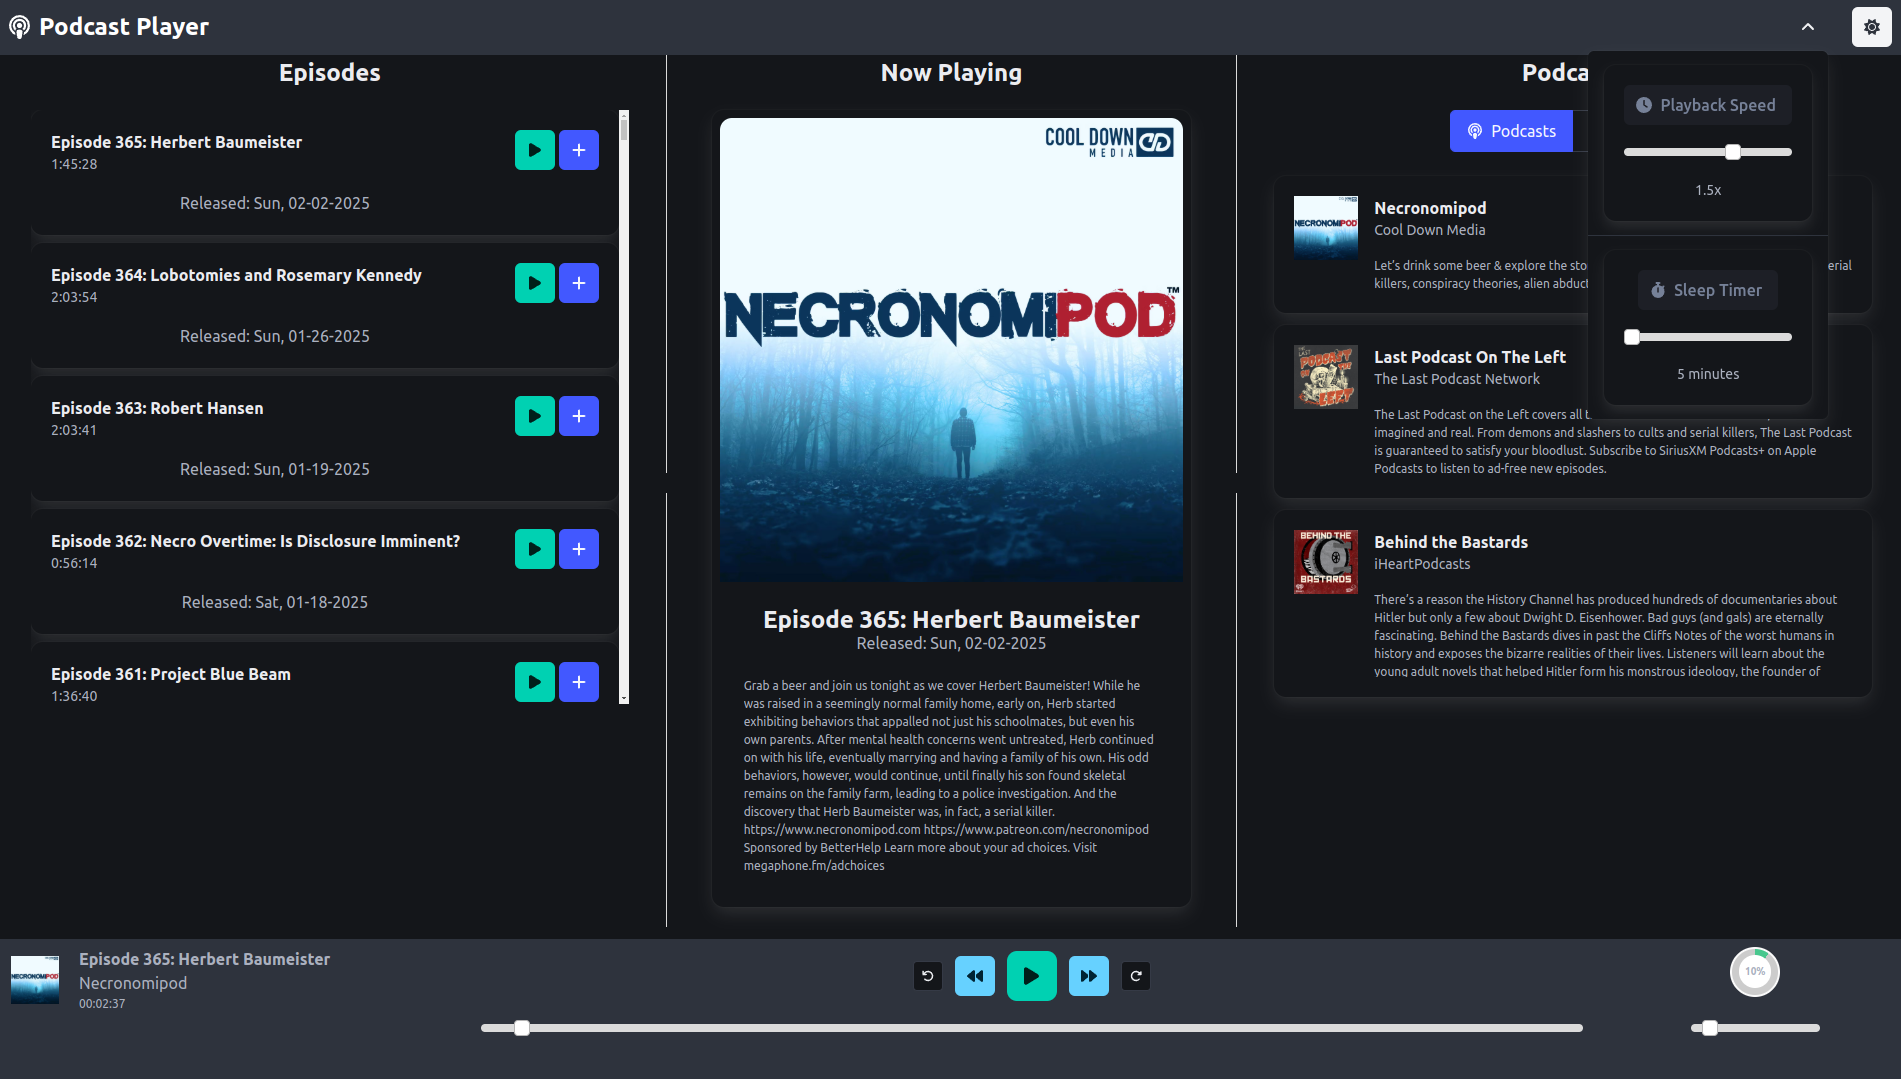 Podcast Player
Episodes
Episode 365: Herbert Baumeister
1:45:28
Released: Sun, 02-02-2025
Episode 364: Lobotomies and Rosemary Kennedy
2:03:54
Released: Sun, 01-26-2025
Episode 363: Robert Hansen
2:03:41
Released: Sun, 01-19-2025
Episode 362: Necro Overtime: Is Disclosure Imminent?
0:56:14
Released: Sat, 01-18-2025
Episode 361: Project Blue Beam
1:36:40
Now Playing
COOL DOWN
MEDIA
NECRONOMIPOD™
Episode 365: Herbert Baumeister
Released: Sun, 02-02-2025
Grab a beer and join us tonight as we cover Herbert Baumeister! While he
was raised in a seemingly normal family home, early on, Herb started
exhibiting behaviors that appalled not just his schoolmates, but even his
own parents. After mental health concerns went untreated, Herb continued
on with his life, eventually marrying and having a family of his own. His odd
behaviors, however, would continue, until finally his son found skeletal
remains on the family farm, leading to a police investigation. And the
discovery that Herb Baumeister was, in fact, a serial killer.
https://www.necronomipod.com https://www.patreon.com/necronomipod
Sponsored by BetterHelp Learn more about your ad choices. Visit
megaphone.fm/adchoices
Podca
Podcasts
Playback Speed
1.5x
Sleep Timer
5 minutes
NECRONOMIPOD
Necronomipod
Cool Down Media
Let's drink some beer & explore the sto erial
killers, conspiracy theories, alien abduct
THE LAST PODCAST ON THE LEFT
Last Podcast On The Left
The Last Podcast Network
The Last Podcast on the Left covers all t
imagined and real. From demons and slashers to cults and serial killers, The Last Podcast
is guaranteed to satisfy your bloodlust. Subscribe to SiriusXM Podcasts+ on Apple
Podcasts to listen to ad-free new episodes.
BEHIND THE
BASTARDS
Behind the Bastards
iHeartPodcasts
There's a reason the History Channel has produced hundreds of documentaries about
Hitler but only a few about Dwight D. Eisenhower. Bad guys (and gals) are eternally
fascinating. Behind the Bastards dives in past the Cliffs Notes of the worst humans in
history and exposes the bizarre realities of their lives. Listeners will learn about the
young adult novels that helped Hitler form his monstrous ideology, the founder of
NECRONOMIPOD
Episode 365: Herbert Baumeister
Necronomipod
00:02:37
10%